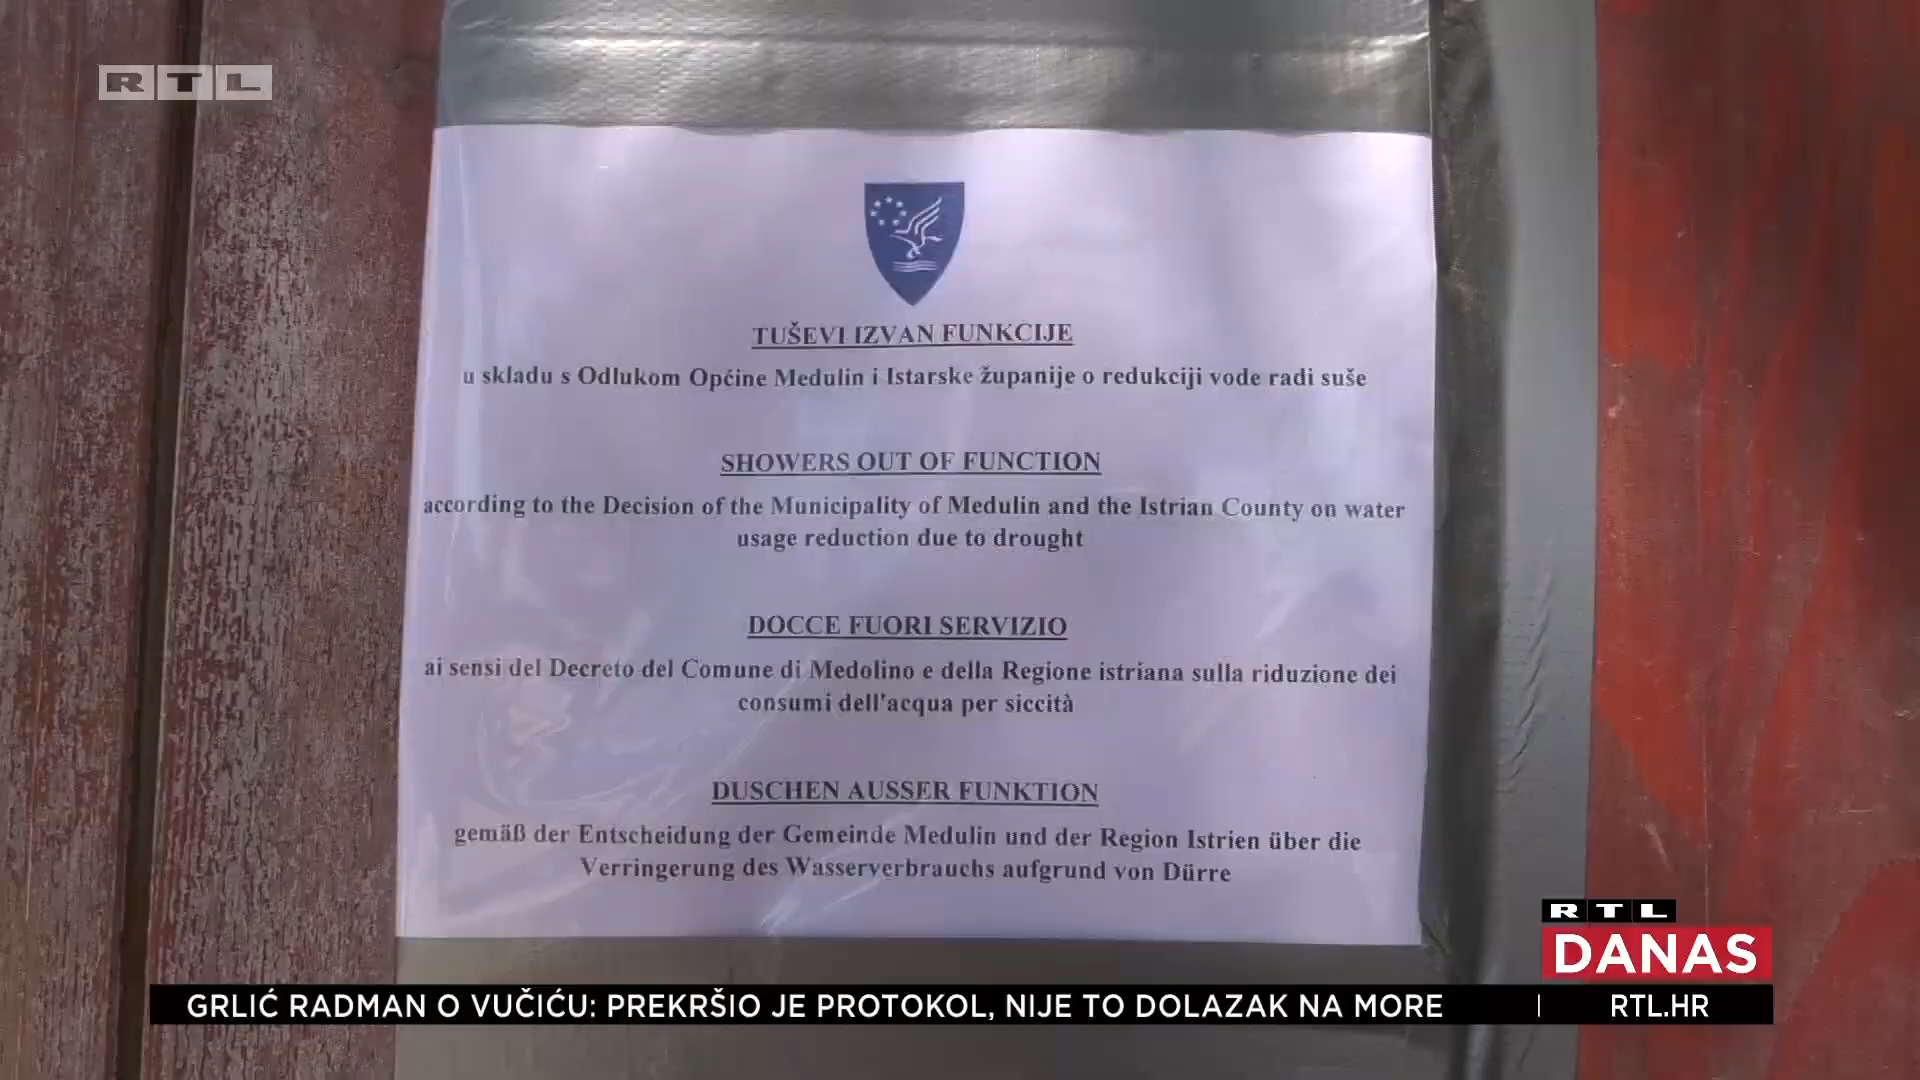 RTL
TUŠEVI IZVAN FUNKCIJE
u skladu s Odlukom Općine Medulin i Istarske županije o redukciji vode radi suše
SHOWERS OUT OF FUNCTION
according to the Decision of the Municipality of Medulin and the Istrian County on water
usage reduction due to drought
DOCCE FUORI SERVIZIO
ai sensi del Decreto del Comune di Medolino e della Regione istriana sulla riduzione dei
consumi dell'acqua per siccità
DUSCHEN AUSSER FUNKTION
gemäß der Entscheidung der Gemeinde Medulin und der Region Istrien über die
Verringerung des Wasserverbrauchs aufgrund von Dürre
RTL
DANAS
GRLIĆ RADMAN O VUČIĆU: PREKRŠIO JE PROTOKOL, NIJE TO DOLAZAK NA MORE | RTL.HR